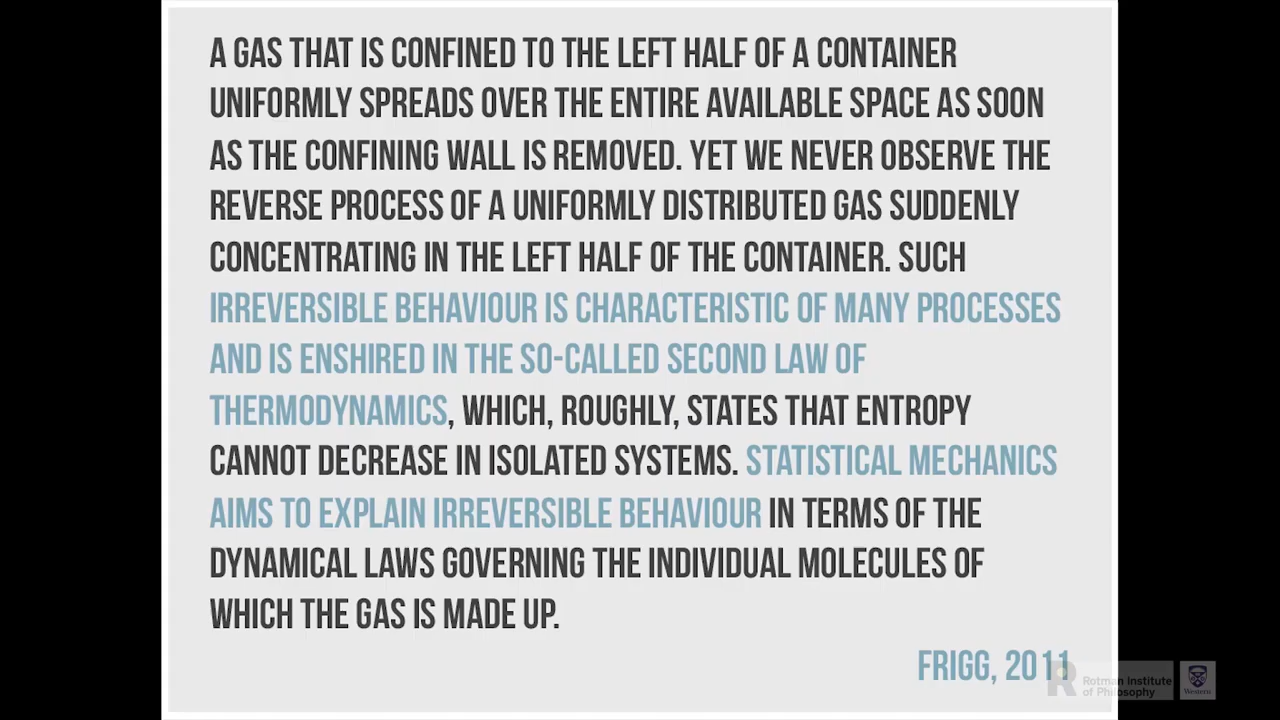 A GAS THAT IS CONFINED TO THE LEFT HALF OF A CONTAINER
UNIFORMLY SPREADS OVER THE ENTIRE AVAILABLE SPACE AS SOON
AS THE CONFINING WALL IS REMOVED. YET WE NEVER OBSERVE THE
REVERSE PROCESS OF A UNIFORMLY DISTRIBUTED GAS SUDDENLY
CONCENTRATING IN THE LEFT HALF OF THE CONTAINER. SUCH
IRREVERSIBLE BEHAVIOUR IS CHARACTERISTIC OF MANY PROCESSES
AND IS ENSHIRED IN THE SO-CALLED SECOND LAW OF
THERMODYNAMICS, WHICH, ROUGHLY, STATES THAT ENTROPY
CANNOT DECREASE IN ISOLATED SYSTEMS. STATISTICAL MECHANICS
AIMS TO EXPLAIN IRREVERSIBLE BEHAVIOUR IN TERMS OF THE
DYNAMICAL LAWS GOVERNING THE INDIVIDUAL MOLECULES OF
WHICH THE GAS IS MADE UP.
FRIGG, 2011
R Rotman Institute
of Philosophy
Western